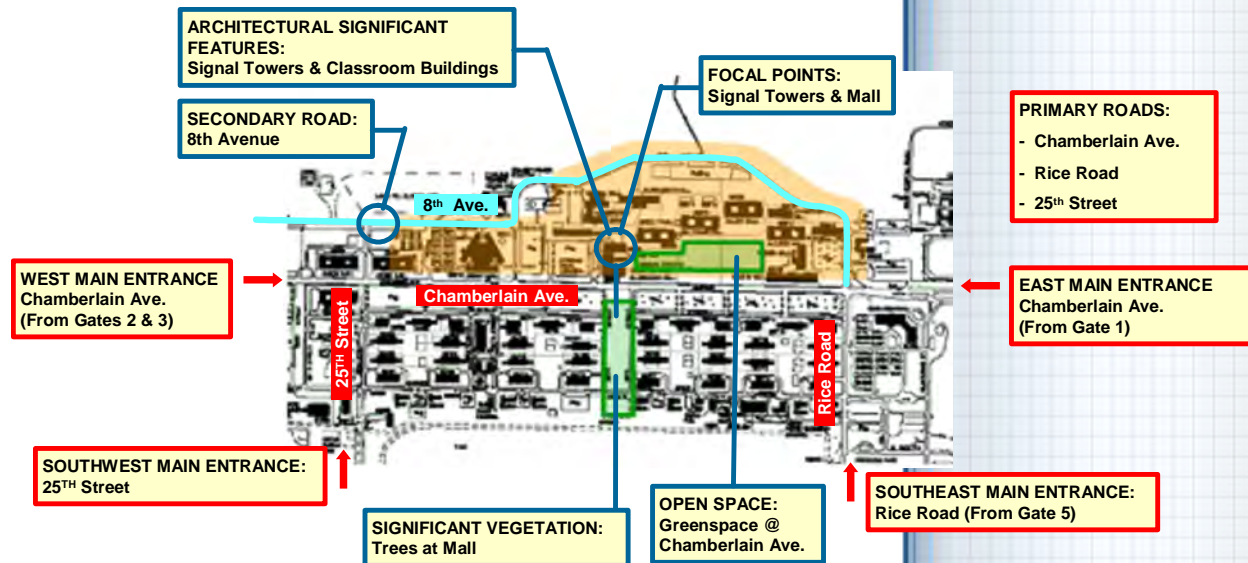 ARCHITECTURAL SIGNIFICANT
FEATURES:
Signal Towers & Classroom Buildings
FOCAL POINTS:
Signal Towers & Mall
SECONDARY ROAD:
8th Avenue
PRIMARY ROADS:
- Chamberlain Ave.
- Rice Road
- 25th Street
8th Ave.
WEST MAIN ENTRANCE
Chamberlain Ave.
(From Gates 2 & 3)
Chamberlain Ave.
EAST MAIN ENTRANCE
Chamberlain Ave.
(From Gate 1)
25TH Street
Rice Road
SOUTHWEST MAIN ENTRANCE:
25TH Street
SIGNIFICANT VEGETATION:
Trees at Mall
OPEN SPACE:
Greenspace @
Chamberlain Ave.
SOUTHEAST MAIN ENTRANCE:
Rice Road (From Gate 5)